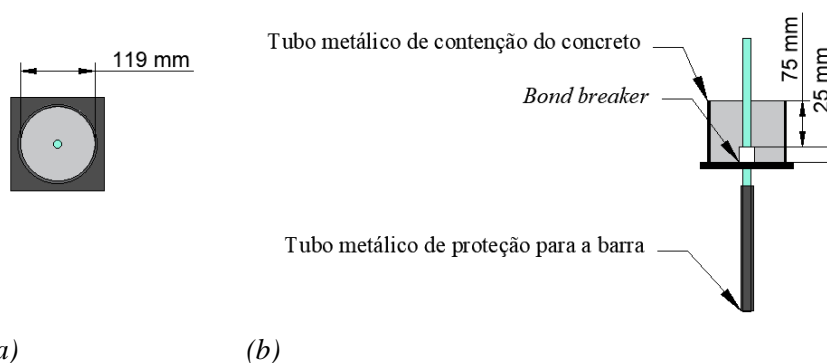 119 mm
Tubo metálico de contenção do concreto
Bond breaker
75 mm
25 mm
Tubo metálico de proteção para a barra
a)
(b)